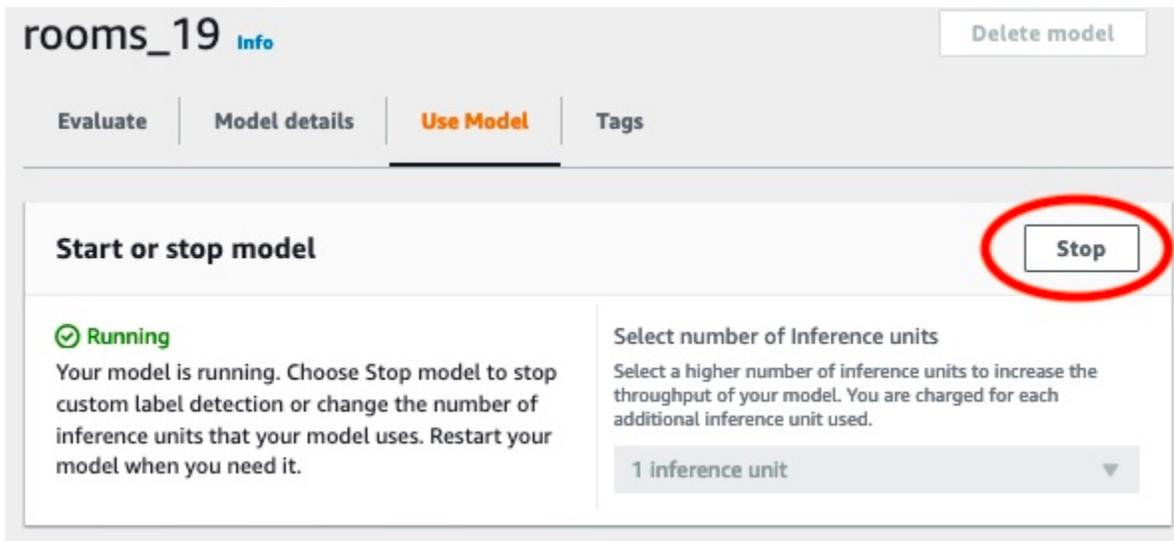 rooms_19 Info
Delete model
Evaluate
Model details
Use Model
Tags
Start or stop model
Stop
Running
Your model is running. Choose Stop model to stop
custom label detection or change the number of
inference units that your model uses. Restart your
model when you need it.
Select number of Inference units
Select a higher number of inference units to increase the
throughput of your model. You are charged for each
additional inference unit used.
1 inference unit